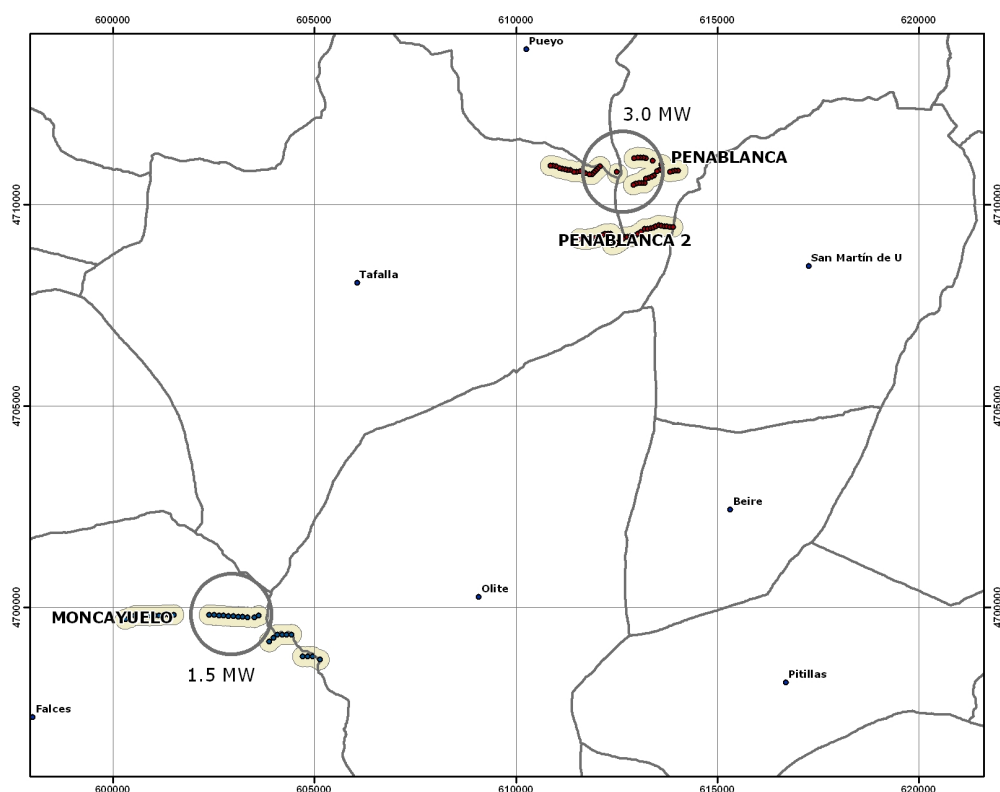 600000
605000
610000
615000
620000
Pueyo
3.0 MW
PENABLANCA
4710000
4710000
PENABLANCA 2
San Martín de U
Tafalla
4705000
4705000
Beire
Olite
4700000
4700000
MONCAYUELO
1.5 MW
Pitillas
Falces
600000
605000
610000
615000
620000